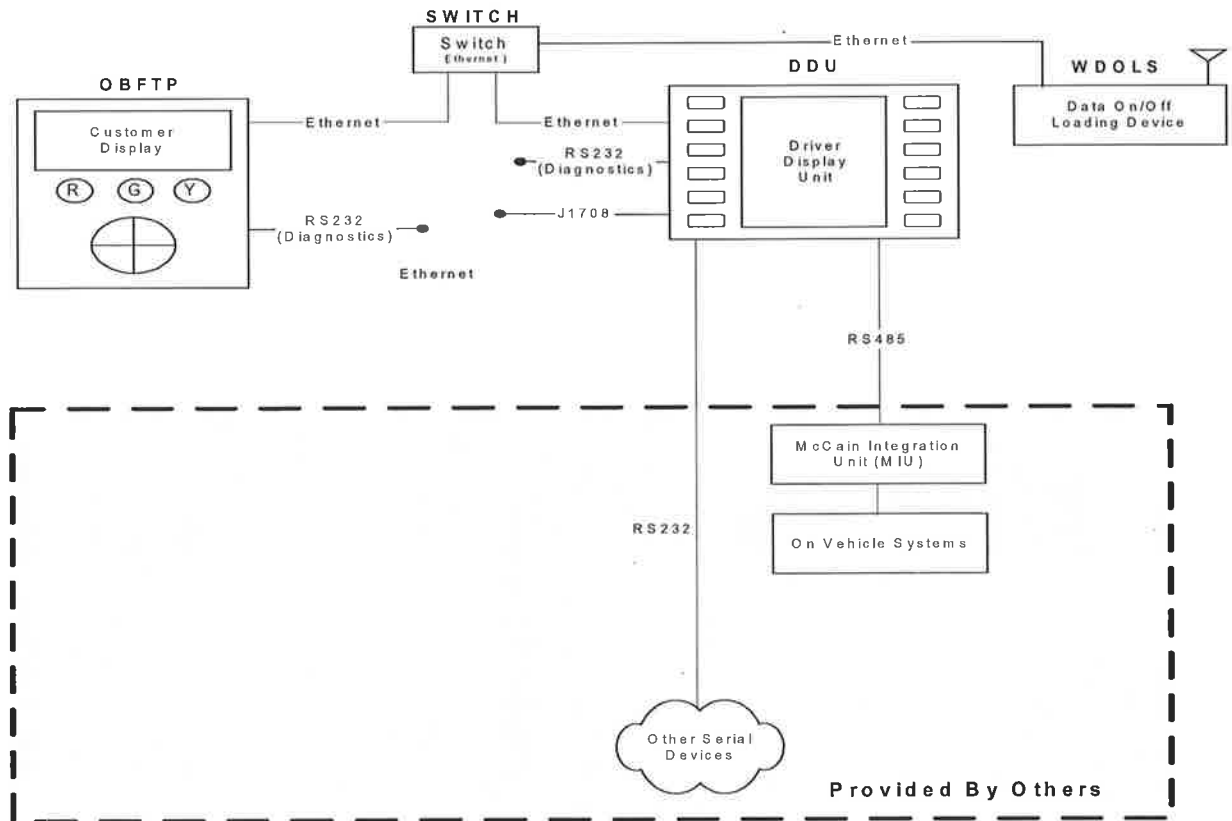 SWITCH
Switch
(Ethernet)
Ethernet
OBFTP
DDU
WDOLS
Customer
Display
Ethernet
Ethernet
Driver
Display
Unit
Data On/Off
Loading Device
RS232
(Diagnostics)
R
G
Y
J1708
RS232
(Diagnostics)
Ethernet
RS485
McCain Integration
Unit (MIU)
RS232
On Vehicle Systems
Other Serial
Devices
Provided By Others